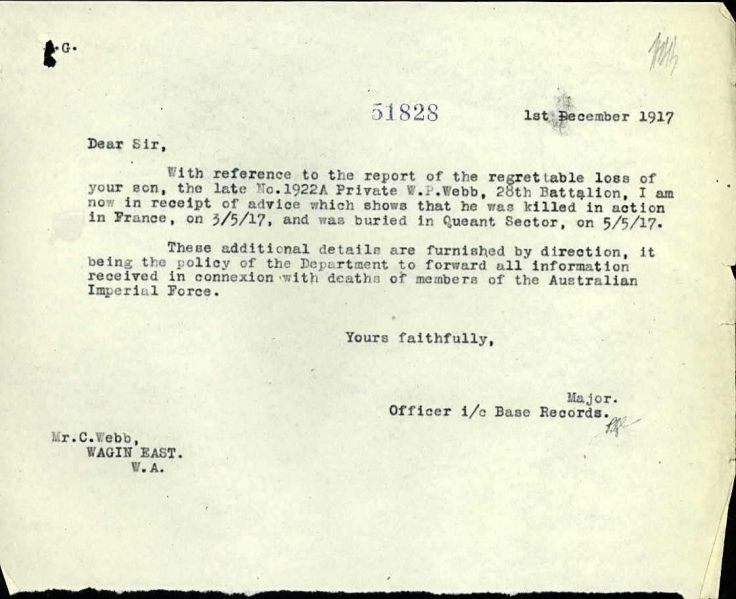 .G.
51828
1st December 1917
Dear Sir,
With reference to the report of the regrettable loss of
your son, the late No.1922A Private W.P.Webb, 28th Battalion, I am
now in receipt of advice which shows that he was killed in action
in France, on 3/5/17, and was buried in Queant Sector, on 5/5/17.
These additional details are furnished by direction, it
being the policy of the Department to forward all information
received in connexion with deaths of members of the Australian
Imperial Force.
Yours faithfully,
Major.
Officer i/c Base Records.
Mr.C.Webb,
WAGIN EAST.
W.A.